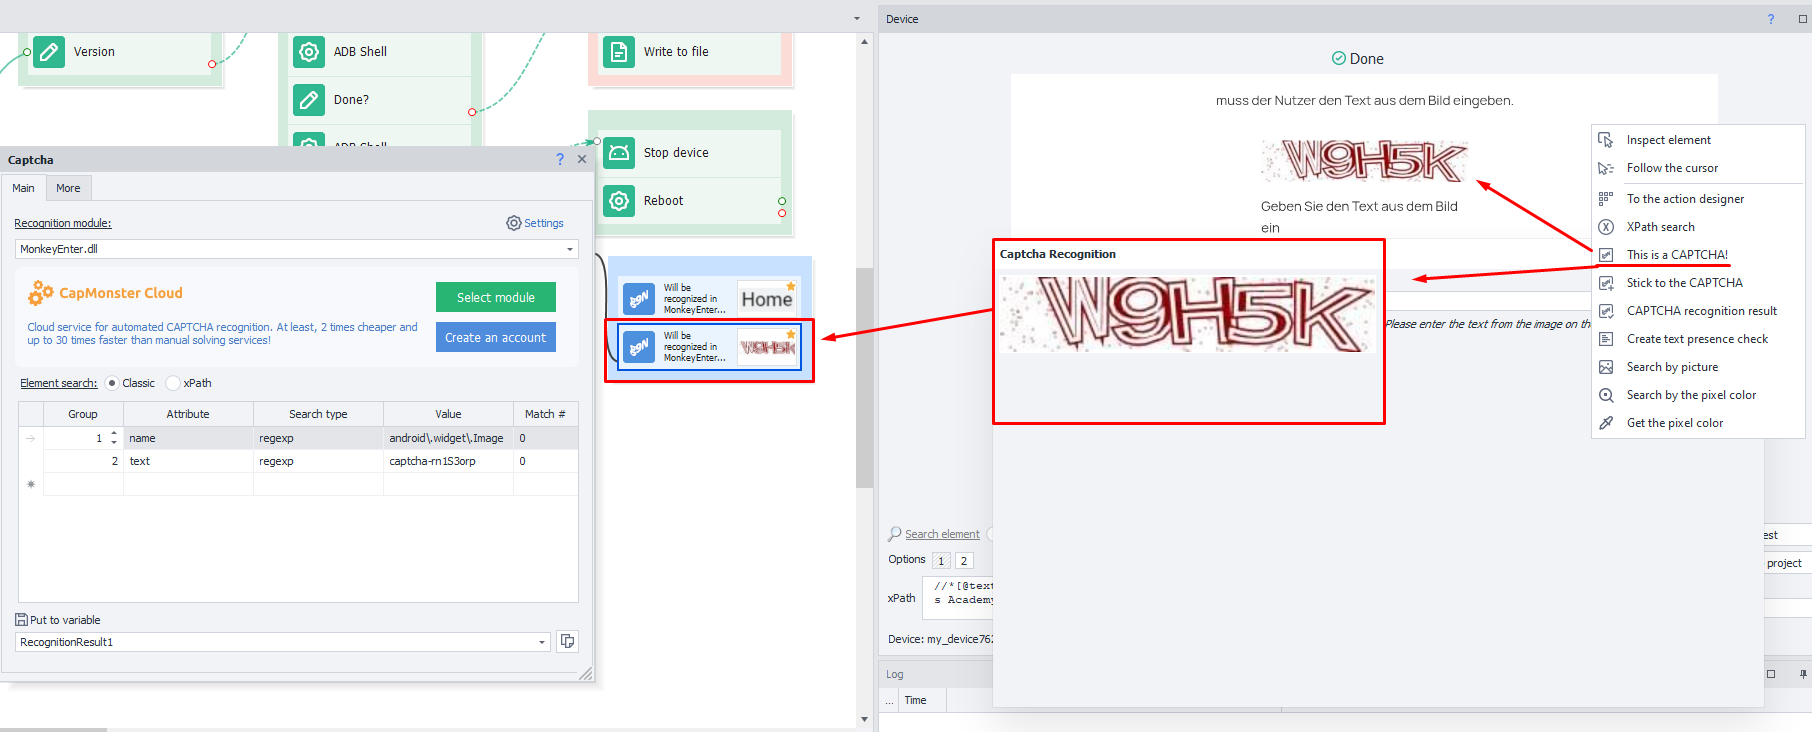 Version
ADB Shell
Done?
ADB Shell
Write to file
Stop device
Reboot
Captcha
?
Main
More
Recognition module:
Settings
MonkeyEnter.dll
CapMonster Cloud
Select module
Cloud service for automated CAPTCHA recognition. At least, 2 times cheaper and
up to 30 times faster than manual solving services!
Create an account
Element search:
Classic
xPath
Group Attribute Search type Value Match #
1 name regexp android\.widget\.Image 0
2 text regexp captcha-rn1S3orp 0
Put to variable
RecognitionResult1
Will be
recognized in
MonkeyEnter...
Home
Will be
recognized in
MonkeyEnter...
W9H5K
Device
?
Done
muss der Nutzer den Text aus dem Bild eingeben.
W9H5K
Geben Sie den Text aus dem Bild
ein
Captcha Recognition
W9H5K
Please enter the text from the image on th
Inspect element
Follow the cursor
To the action designer
XPath search
This is a CAPTCHA!
Stick to the CAPTCHA
CAPTCHA recognition result
Create text presence check
Search by picture
Search by the pixel color
Get the pixel color
Search element
est
Options 1 2
project
xPath
//*[@text
s Academy
Device: my_device762
Log
... Time